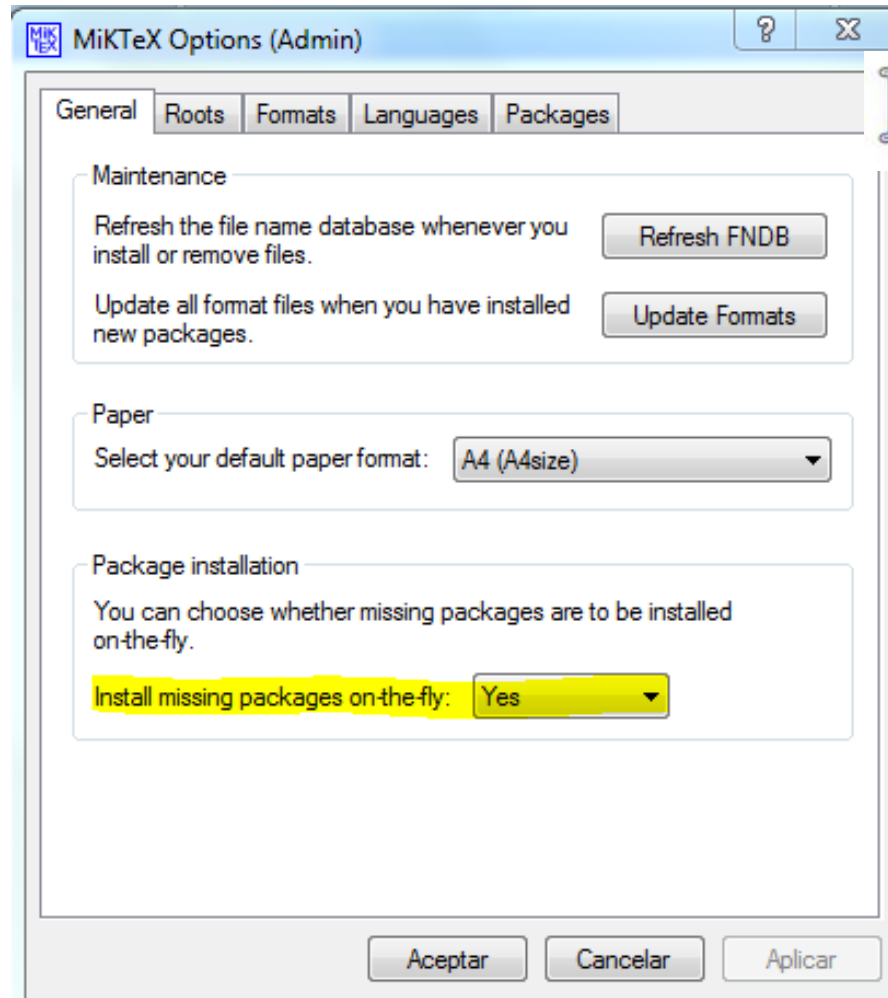 MiKTeX Options (Admin)
General Roots Formats Languages Packages
Maintenance
Refresh the file name database whenever you
install or remove files.
Refresh FNDB
Update all format files when you have installed
new packages.
Update Formats
Paper
Select your default paper format: A4 (A4size)
Package installation
You can choose whether missing packages are to be installed
on-the-fly.
Install missing packages on-the-fly: Yes
Aceptar Cancelar Aplicar